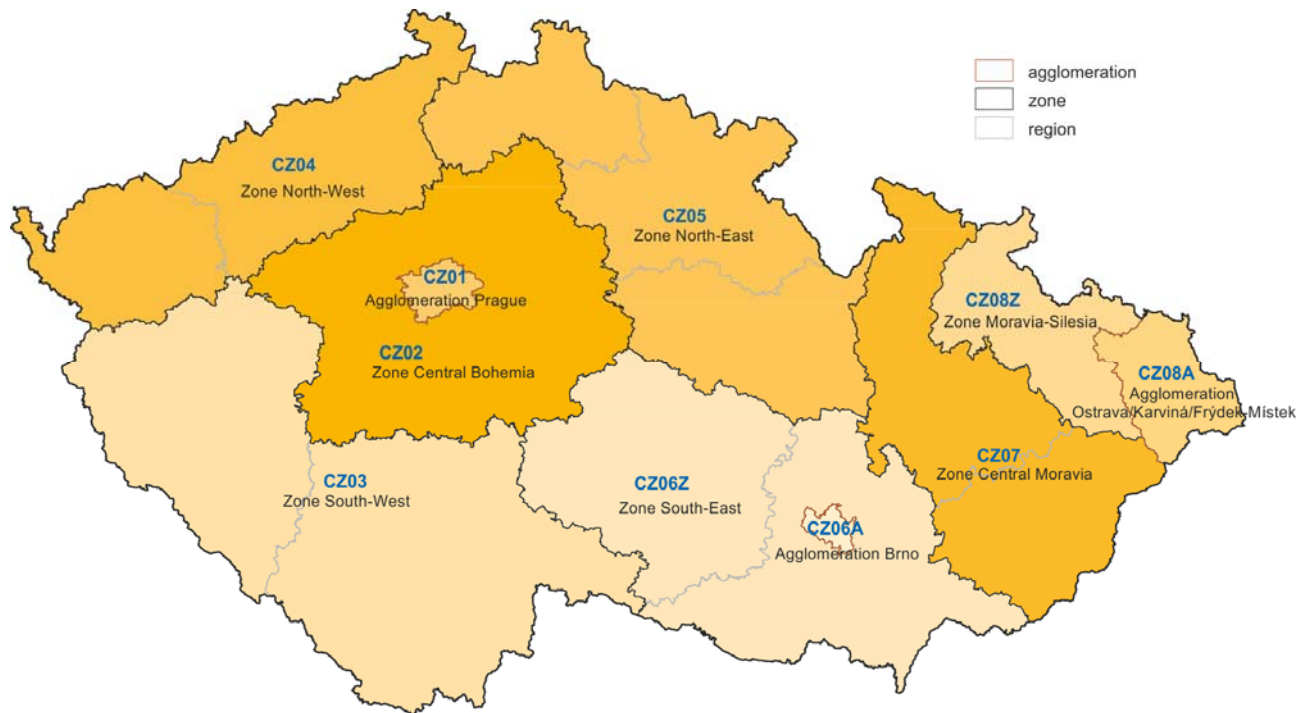 agglomeration
zone
region
CZ04
Zone North-West
CZ05
Zone North-East
CZ01
Agglomeration Prague
CZ02
Zone Central Bohemia
CZ08Z
Zone Moravia-Silesia
CZ08A
Agglomeration
Ostrava/Karviná/Frýdek-Místek
CZ07
Zone Central Moravia
CZ03
Zone South-West
CZ06Z
Zone South-East
CZ06A
Agglomeration Brno